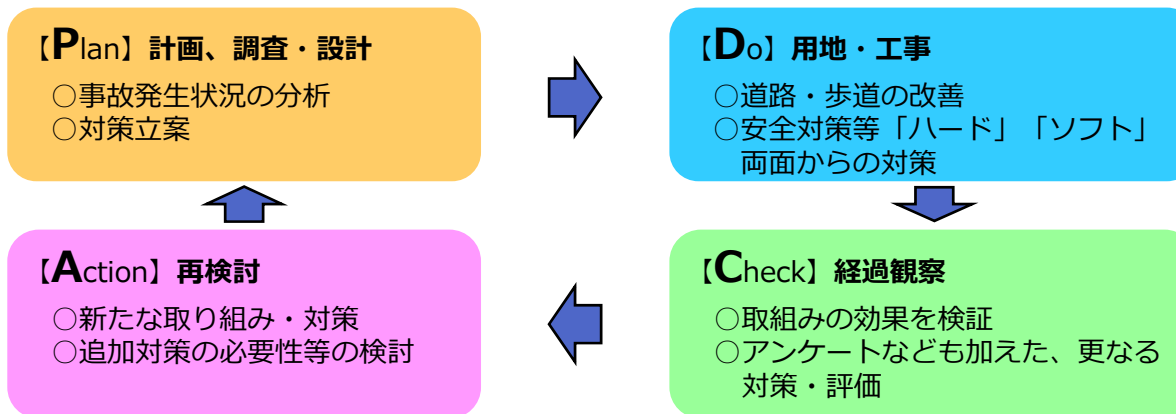 【Plan】計画、調査・設計
○事故発生状況の分析
○対策立案
【Do】用地・工事
○道路・歩道の改善
○安全対策等「ハード」「ソフト」
両面からの対策
【Action】再検討
○新たな取り組み・対策
○追加対策の必要性等の検討
【Check】経過観察
○取組みの効果を検証
○アンケートなども加えた、更なる
対策・評価